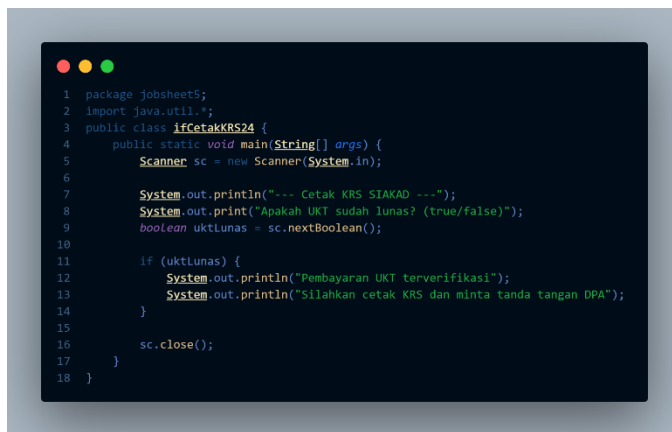 1 package jobsheet5;
2 import java.util.*;
3 public class ifCetakKRS24 {
4 public static void main(String[] args) {
5 Scanner sc = new Scanner(System.in);
6
7 System.out.println("--- Cetak KRS SIAKAD ---");
8 System.out.print("Apakah UKT sudah lunas? (true/false)");
9 boolean uktLunas = sc.nextBoolean();
10
11 if (uktLunas) {
12 System.out.println("Pembayaran UKT terverifikasi");
13 System.out.println("Silahkan cetak KRS dan minta tanda tangan DPA");
14 }
15
16 sc.close();
17 }
18 }